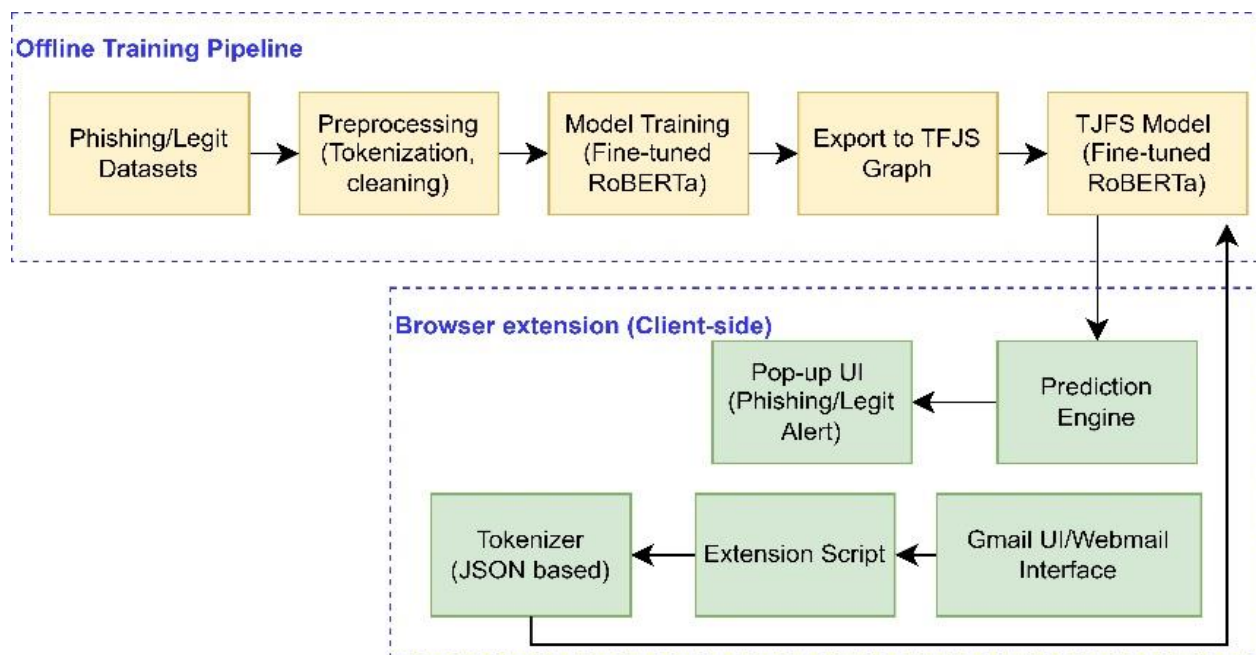 Offline Training Pipeline
Phishing/Legit
Datasets
Preprocessing
(Tokenization,
cleaning)
Model Training
(Fine-tuned
RoBERTa)
Export to TFJS
Graph
TJFS Model
(Fine-tuned
RoBERTa)
Browser extension (Client-side)
Pop-up UI
(Phishing/Legit
Alert)
Prediction
Engine
Tokenizer
(JSON based)
Extension Script
Gmail UI/Webmail
Interface